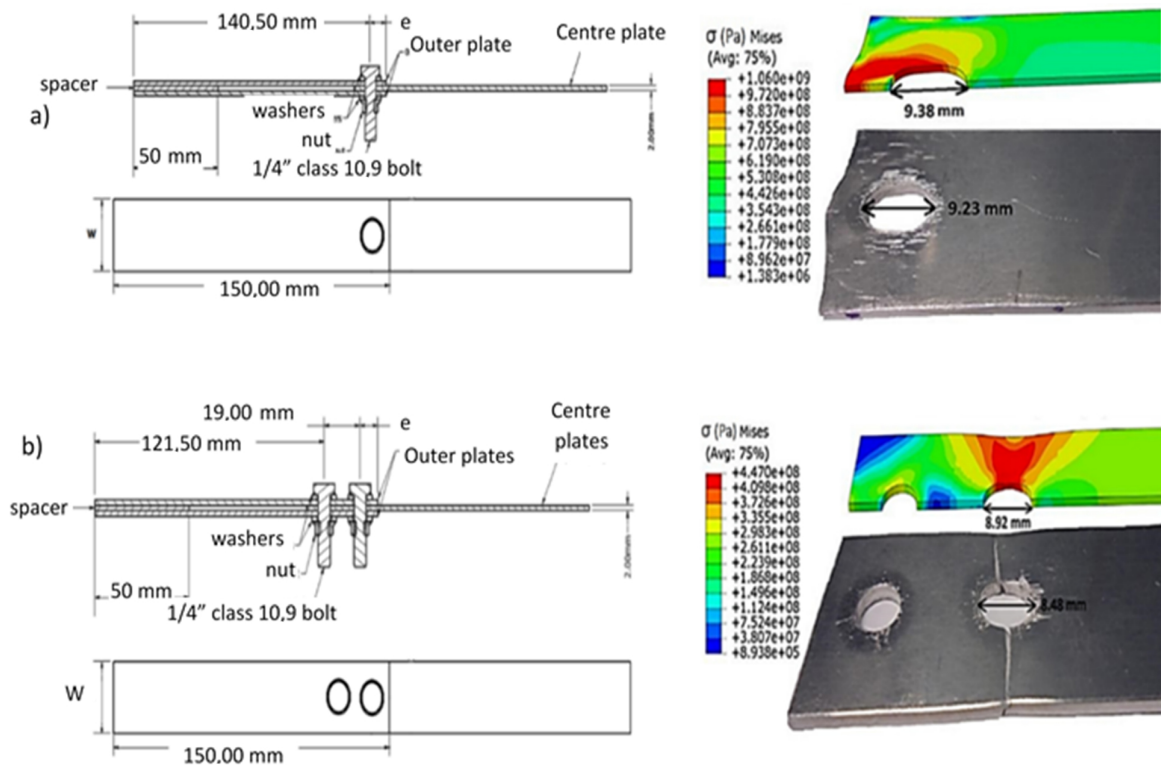 140,50 mm
e
Outer plate
Centre plate
spacer
a)
washers
nut
50 mm
1/4” class 10,9 bolt
2.00mm
w
150,00 mm
σ (Pa) Mises
(Avg: 75%)
+1.060e+09
+9.720e+08
+8.837e+08
+7.955e+08
+7.073e+08
+6.190e+08
+5.308e+08
+4.426e+08
+3.543e+08
+2.661e+08
+1.779e+08
+8.962e+07
+1.383e+06
9.38 mm
9.23 mm
19,00 mm
e
Centre
plates
b)
121,50 mm
Outer plates
spacer
washers
nut
50 mm
1/4” class 10,9 bolt
2.00mm
W
150,00 mm
σ (Pa) Mises
(Avg: 75%)
+4.470e+08
+4.098e+08
+3.726e+08
+3.355e+08
+2.983e+08
+2.611e+08
+2.239e+08
+1.868e+08
+1.496e+08
+1.124e+08
+7.524e+07
+3.807e+07
+8.938e+05
8.92 mm
8.48 mm